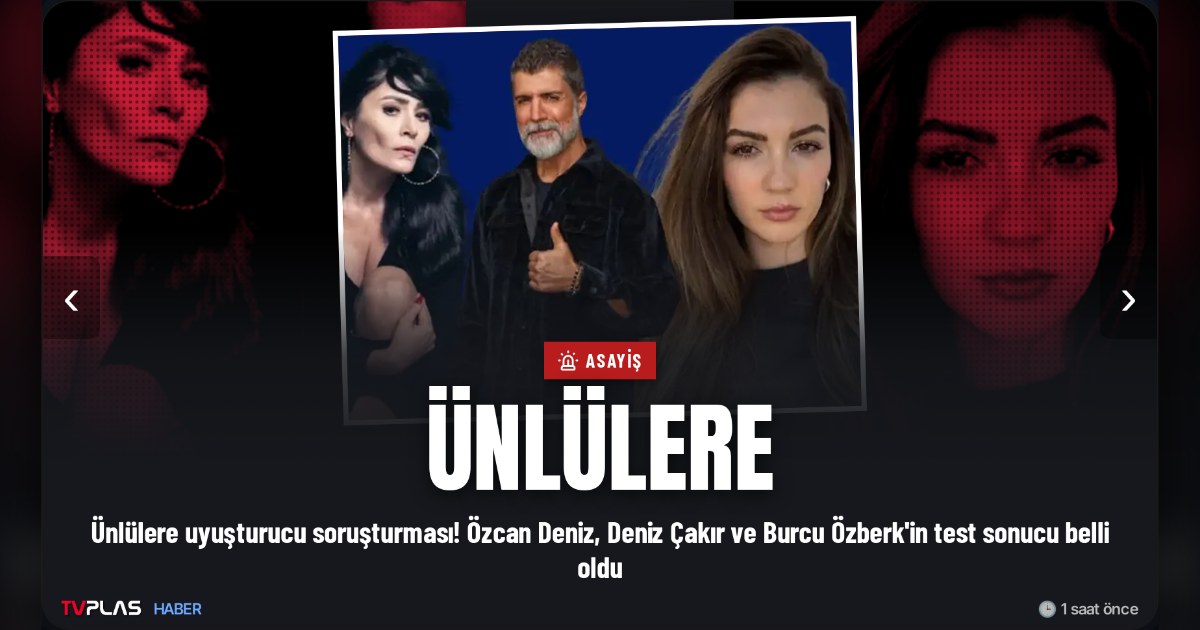 ASAYİŞ
ÜNLÜLERE
Ünlülere uyuşturucu soruşturması! Özcan Deniz, Deniz Çakır ve Burcu Özberk'in test sonucu belli
oldu
TVPLAS HABER
1 saat önce